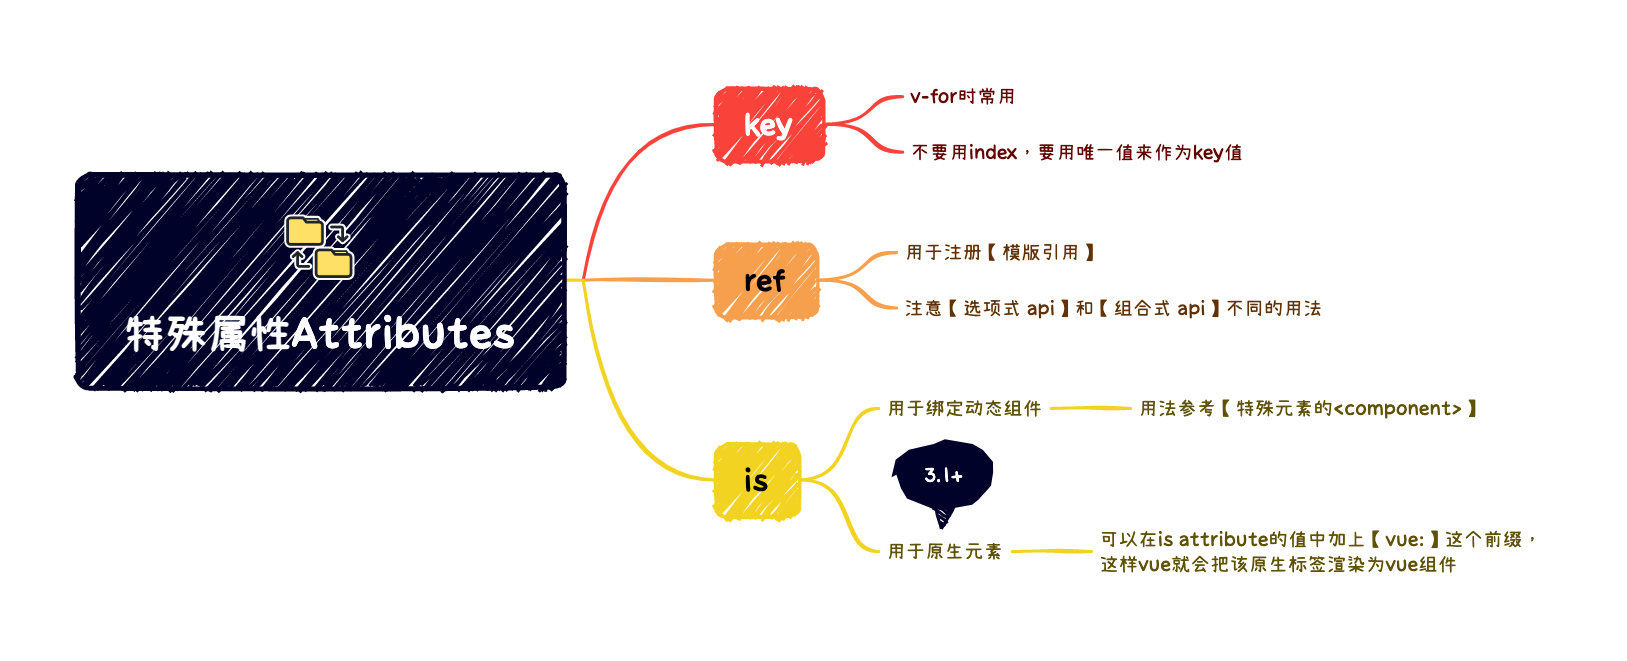 特殊属性Attributes
key
v-for时常用
不要用index，要用唯一值来作为key值
ref
用于注册【模版引用】
注意【选项式 api】和【组合式 api】不同的用法
is
用于绑定动态组件
用法参考【特殊元素的<component>】
3.1+
用于原生元素
可以在is attribute的值中加上【vue:】这个前缀，
这样vue就会把该原生标签渲染为vue组件